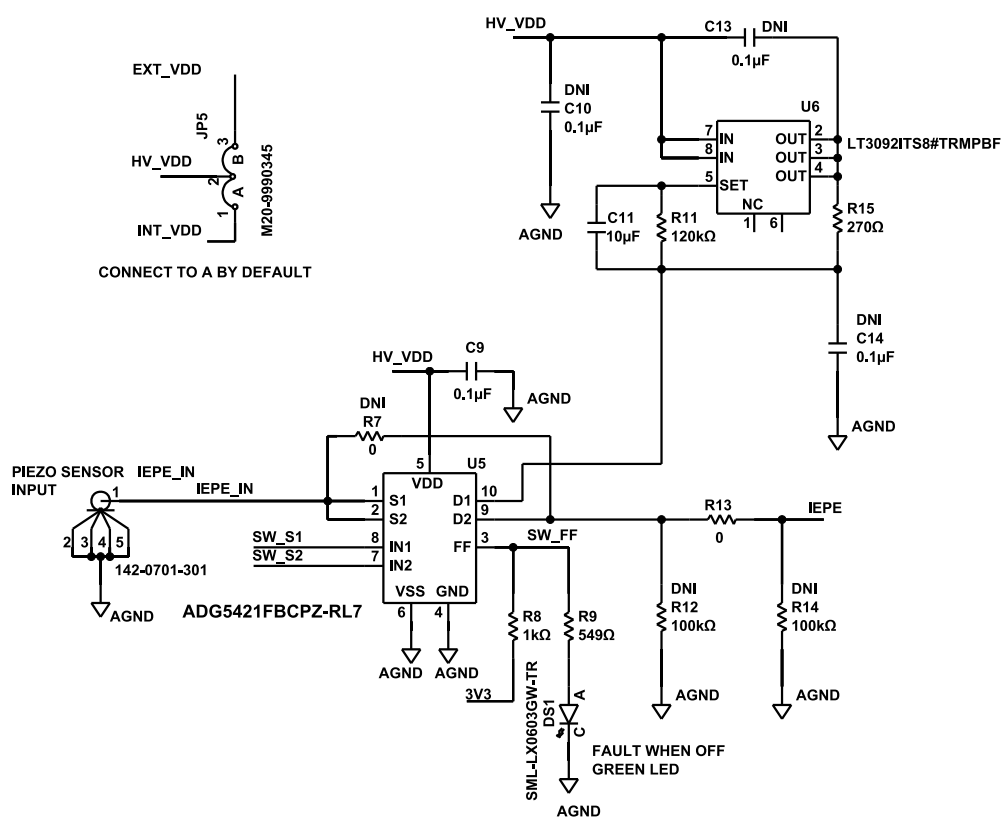 EXT_VDD
JP5
3
B
HV_VDD
2
A
1
M20-9990345
INT_VDD
CONNECT TO A BY DEFAULT
HV_VDD
C13
DNI
0.1µF
DNI
C10
0.1µF
AGND
U6
7
IN
8
IN
5
SET
OUT
2
OUT
3
OUT
4
NC
1
6
LT3092ITS8#TRMPBF
C11
10µF
R11
120kΩ
R15
270Ω
DNI
C14
0.1µF
AGND
HV_VDD
C9
0.1µF
AGND
DNI
R7
0
PIEZO SENSOR
INPUT
IEPE_IN
IEPE_IN
1
2
3
4
5
142-0701-301
AGND
5
U5
VDD
1
S1
2
S2
8
IN1
7
IN2
D1
10
D2
9
FF
3
VSS
GND
6
4
SW_S1
SW_S2
ADG5421FBCPZ-RL7
AGND
AGND
SW_FF
R8
1kΩ
3V3
R9
549Ω
SML-LX0603GW-TR
DS1
A
C
FAULT WHEN OFF
GREEN LED
AGND
R13
0
IEPE
DNI
R12
100kΩ
AGND
DNI
R14
100kΩ
AGND